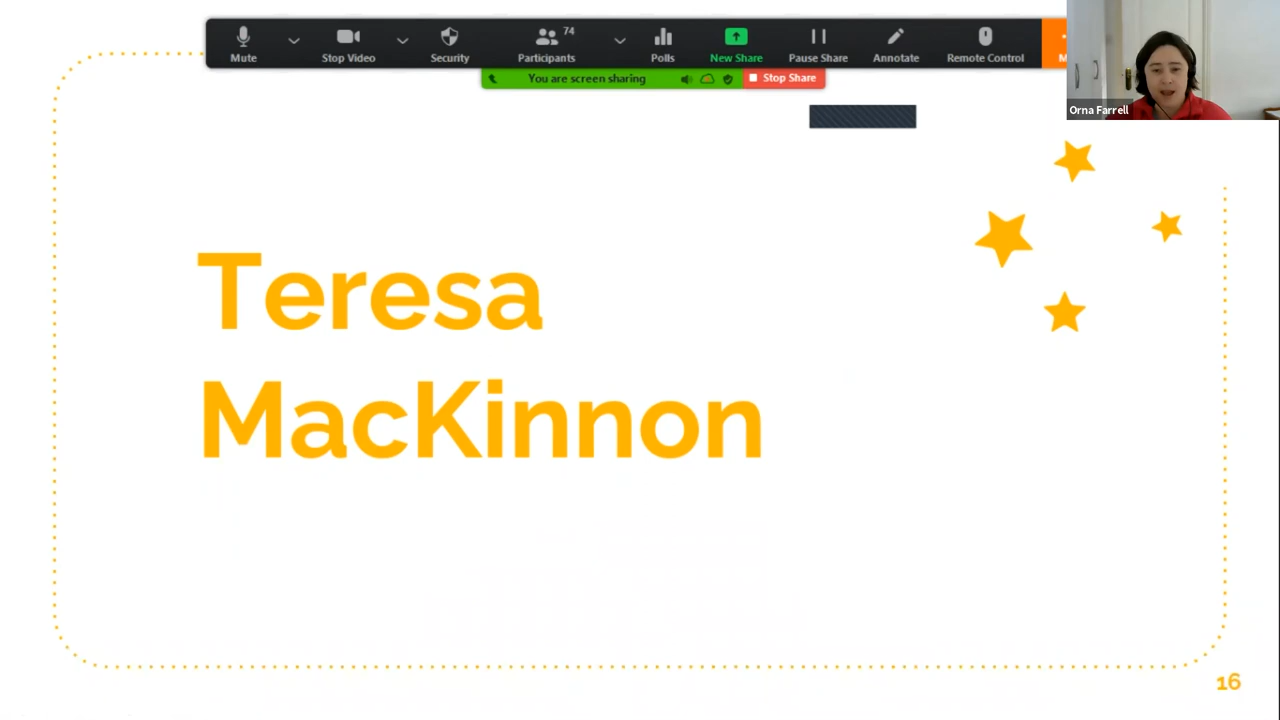 Mute
Stop Video
Security
74
Participants
Polls
New Share
Pause Share
Annotate
Remote Control
You are screen sharing
Stop Share
Orna Farrell
Teresa
MacKinnon
16